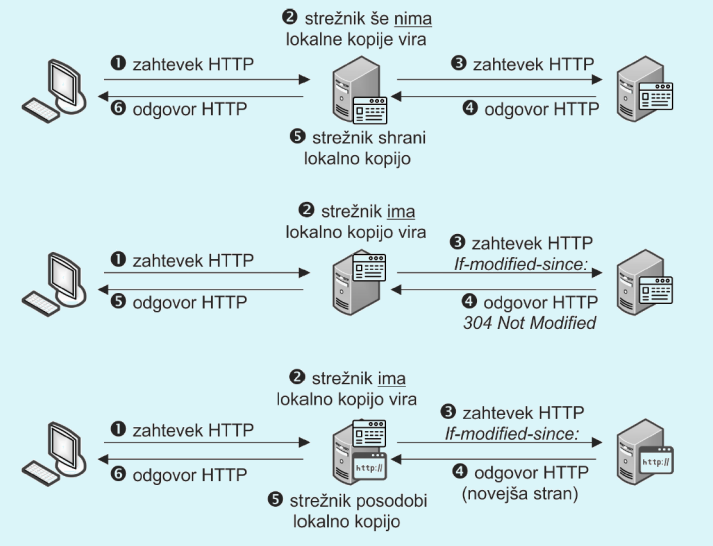 ❷ strežnik še nima
lokalne kopije vira
❶ zahtevek HTTP
❸ zahtevek HTTP
❻ odgovor HTTP
❹ odgovor HTTP
❺ strežnik shrani
lokalno kopijo
❷ strežnik ima
lokalno kopijo vira
❶ zahtevek HTTP
❸ zahtevek HTTP
If-modified-since:
❺ odgovor HTTP
❹ odgovor HTTP
304 Not Modified
❷ strežnik ima
lokalno kopijo vira
❶ zahtevek HTTP
❸ zahtevek HTTP
If-modified-since:
http://
http://
❻ odgovor HTTP
❹ odgovor HTTP
(novejša stran)
❺ strežnik posodobi
lokalno kopijo